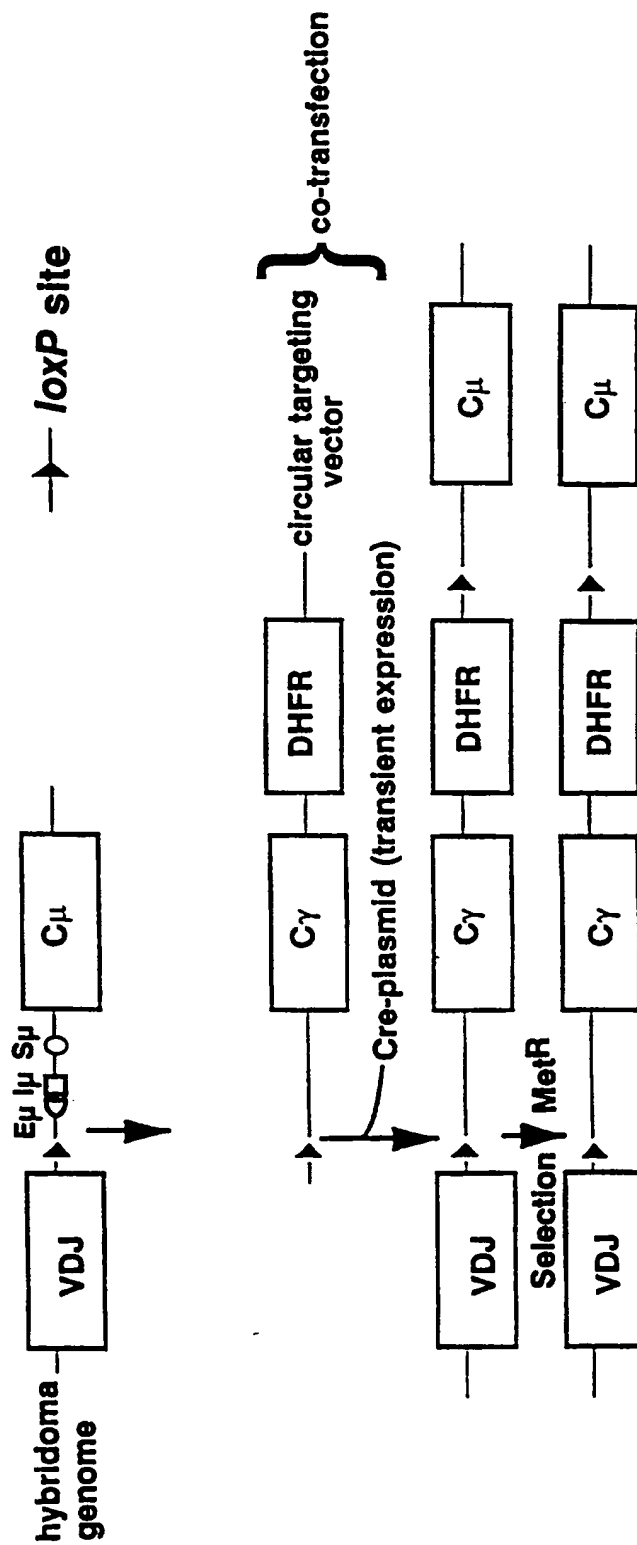 loxP site
hybridoma
genome
VDJ
Eμ Iμ Sμ
Cμ
Cγ
DHFR
circular targeting
vector
co-transfection
Cre-plasmid (transient expression)
VDJ
Cγ
DHFR
Cμ
Selection MetR
VDJ
Cγ
DHFR
Cμ